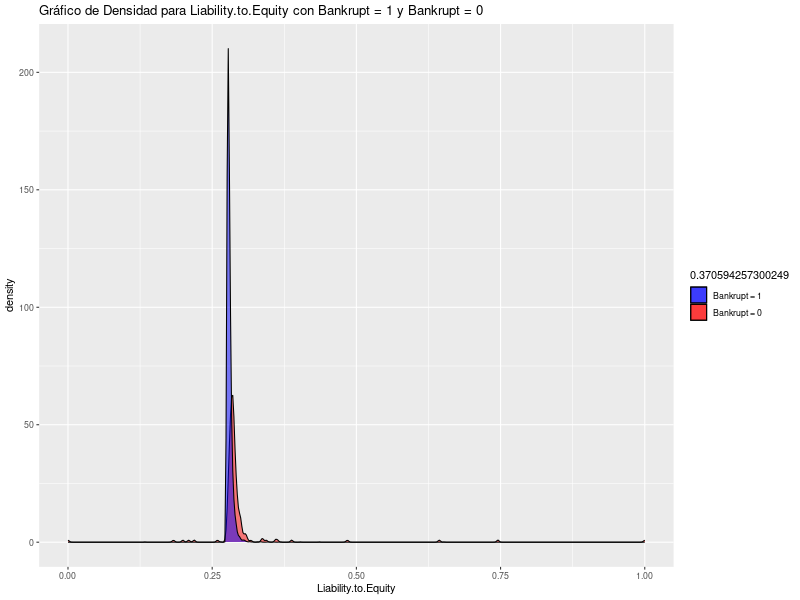 Gráfico de Densidad para Liability.to.Equity con Bankrupt = 1 y Bankrupt = 0
200
150
100
50
0
density
0.00 0.25 0.50 0.75 1.00
Liability.to.Equity
0.370594257300249
Bankrupt = 1
Bankrupt = 0